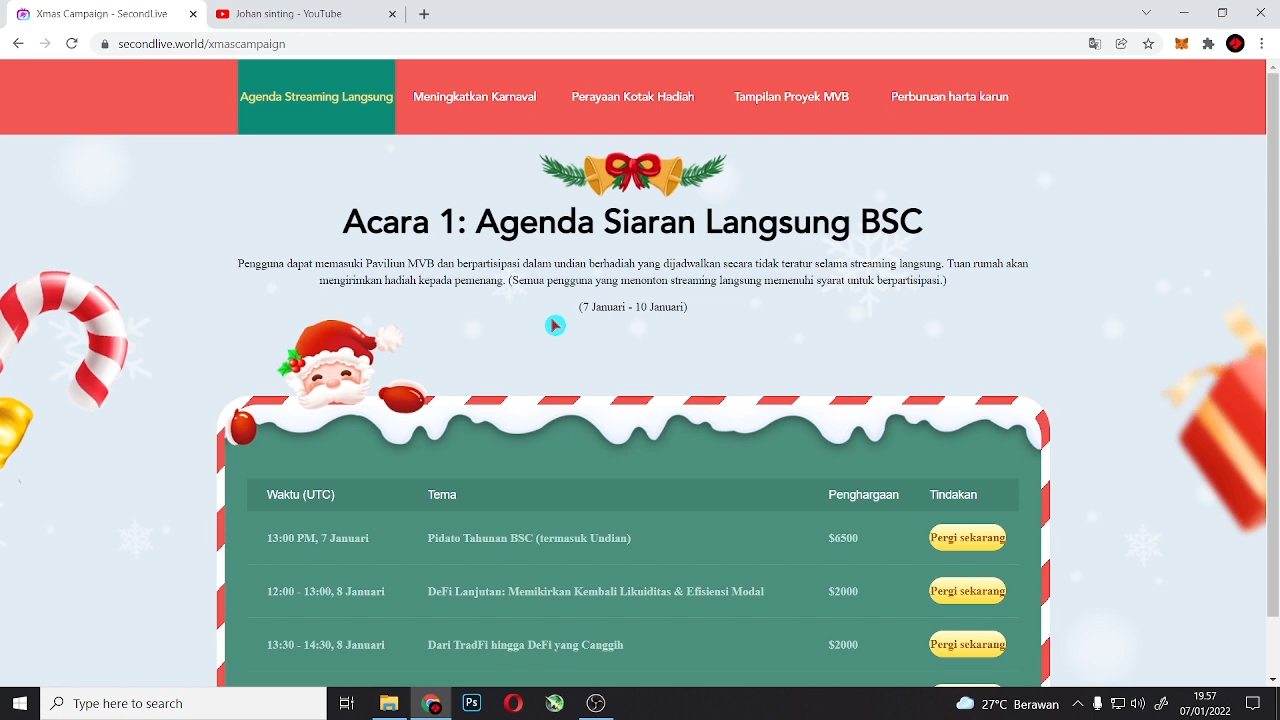 Xmas Campaign - SecondLive
Johan sintung - YouTube
secondlive.world/xmascampaign
Agenda Streaming Langsung
Meningkatkan Karnaval
Perayaan Kotak Hadiah
Tampilan Proyek MVB
Perburuan harta karun
Acara 1: Agenda Siaran Langsung BSC
Pengguna dapat memasuki Paviliun MVB dan berpartisipasi dalam undian berhadiah yang dijadwalkan secara tidak teratur selama streaming langsung. Tuan rumah akan
mengirimkan hadiah kepada pemenang. (Semua pengguna yang menonton streaming langsung memenuhi syarat untuk berpartisipasi.)
(7 Januari - 10 Januari)
Waktu (UTC) Tema Penghargaan Tindakan
13:00 PM, 7 Januari Pidato Tahunan BSC (termasuk Undian) $6500 Pergi sekarang
12:00 - 13:00, 8 Januari DeFi Lanjutan: Memikirkan Kembali Likuiditas & Efisiensi Modal $2000 Pergi sekarang
13:30 - 14:30, 8 Januari Dari TradFi hingga DeFi yang Canggih $2000 Pergi sekarang
Type here to search
Ps
27°C Berawan
19.57
07/01/2022